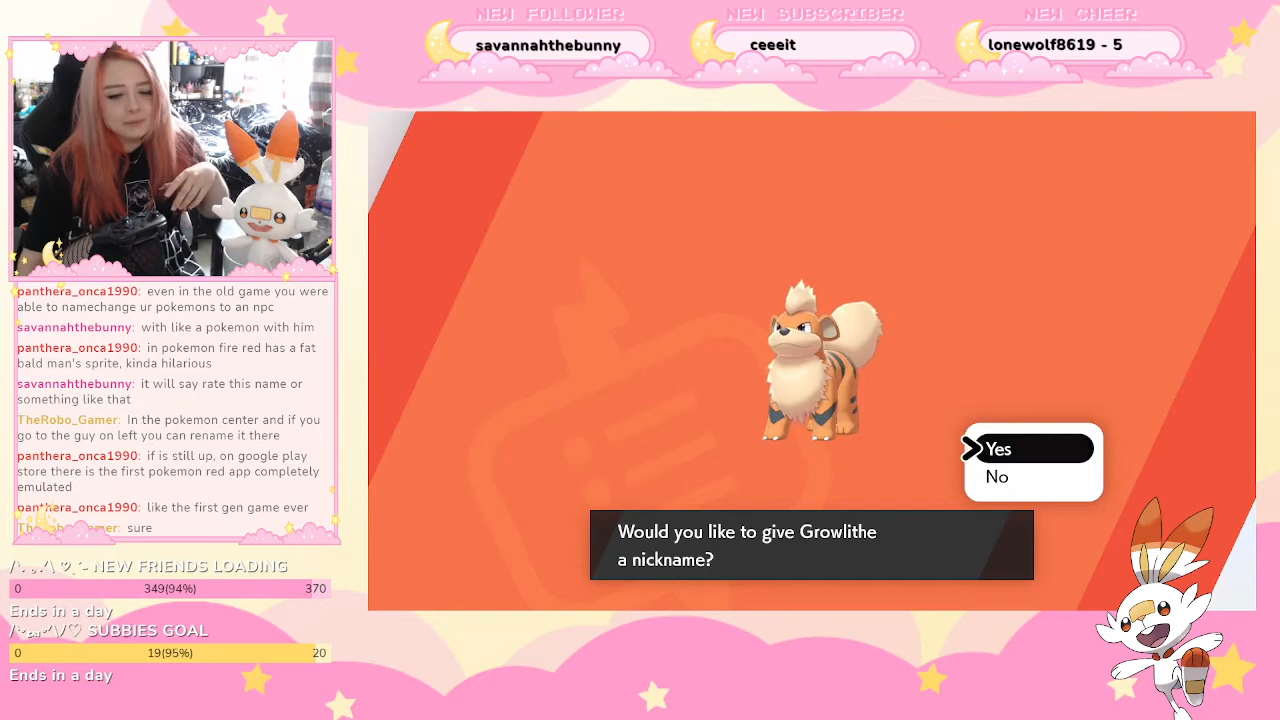 NEW FOLLOWER
savannahthebunny
NEW SUBSCRIBER
ceeeit
NEW CHEER
lonewolf8619 - 5
panthera_onca1990: even in the old game you were
able to namechange ur pokemons to an npc
savannahthebunny: with like a pokemon with him
panthera_onca1990: in pokemon fire red has a fat
bald man's sprite, kinda hilarious
savannahthebunny: it will say rate this name or
something like that
TheRobo_Gamer: In the pokemon center and if you
go to the guy on left you can rename it there
panthera_onca1990: if is still up, on google play
store there is the first pokemon red app completely
emulated
panthera_onca1990: like the first gen game ever
TheRobo_Gamer: sure
NEW FRIENDS LOADING
0 349(94%) 370
Ends in a day
SUBBIES GOAL
0 19(95%) 20
Ends in a day
Yes
No
Would you like to give Growlithe
a nickname?